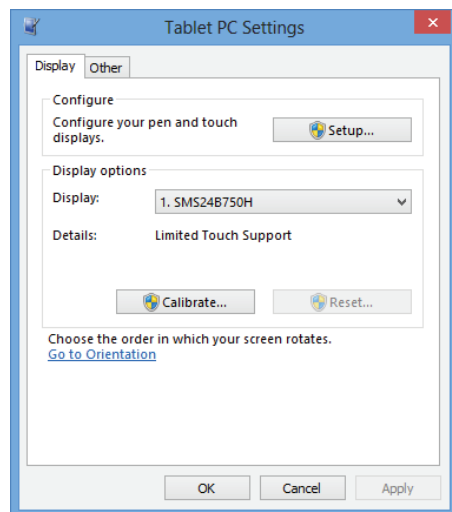 Tablet PC Settings
Display Other
Configure
Configure your pen and touch
displays.
Setup...
Display options
Display: 1. SMS24B750H
Details: Limited Touch Support
Calibrate... Reset...
Choose the order in which your screen rotates.
Go to Orientation
OK Cancel Apply